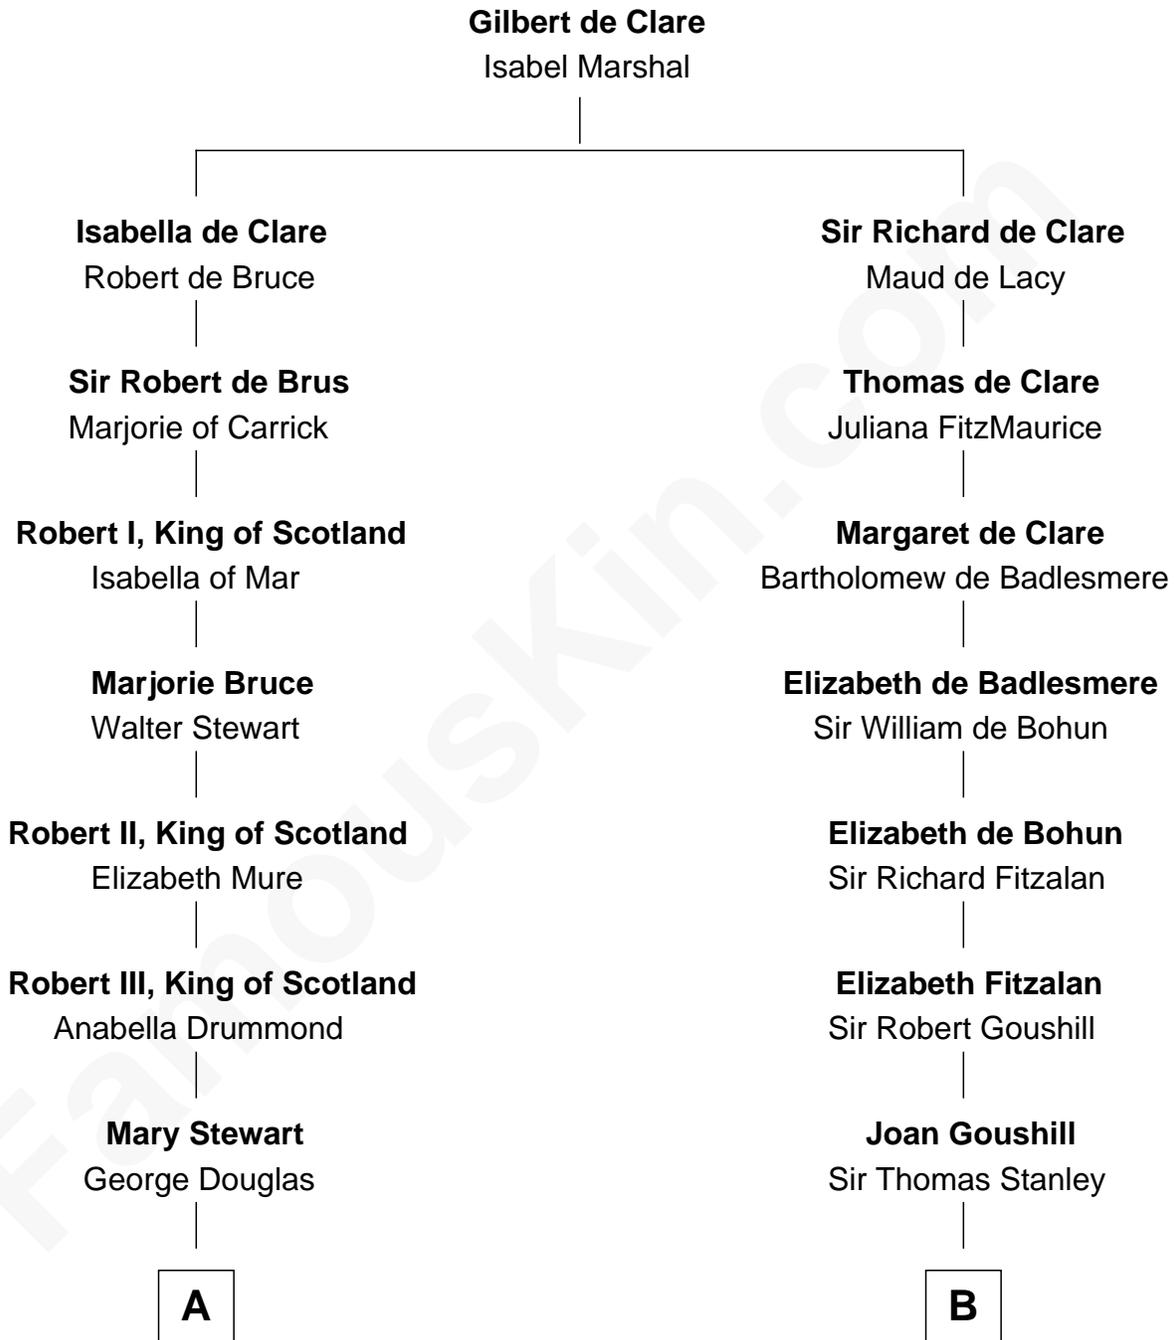 Gilbert de Clare
Isabel Marshal
Isabella de Clare
Robert de Bruce
Sir Richard de Clare
Maud de Lacy
Sir Robert de Brus
Marjorie of Carrick
Thomas de Clare
Juliana FitzMaurice
Robert I, King of Scotland
Isabella of Mar
Margaret de Clare
Bartholomew de Badlesmere
Marjorie Bruce
Walter Stewart
Elizabeth de Badlesmere
Sir William de Bohun
Robert II, King of Scotland
Elizabeth Mure
Elizabeth de Bohun
Sir Richard Fitzalan
Robert III, King of Scotland
Anabella Drummond
Elizabeth Fitzalan
Sir Robert Goushill
Mary Stewart
George Douglas
Joan Goushill
Sir Thomas Stanley
A
B
FamousKin.com